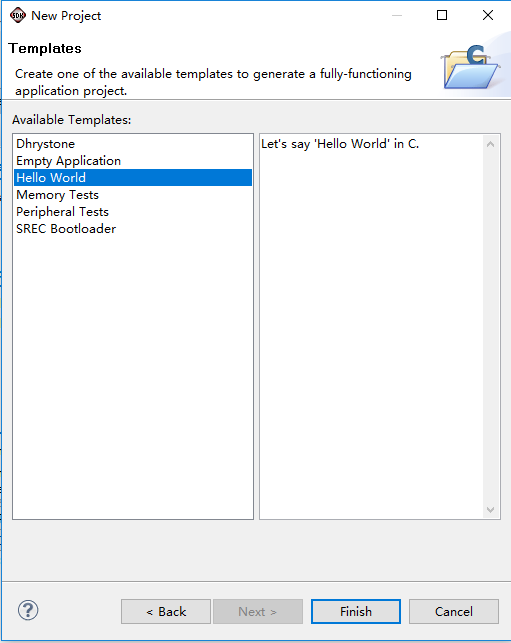 SDK
New Project
Templates
Create one of the available templates to generate a fully-functioning
application project.
C
Available Templates:
Dhrystone
Empty Application
Hello World
Memory Tests
Peripheral Tests
SREC Bootloader
Let's say 'Hello World' in C.
?
< Back
Next >
Finish
Cancel